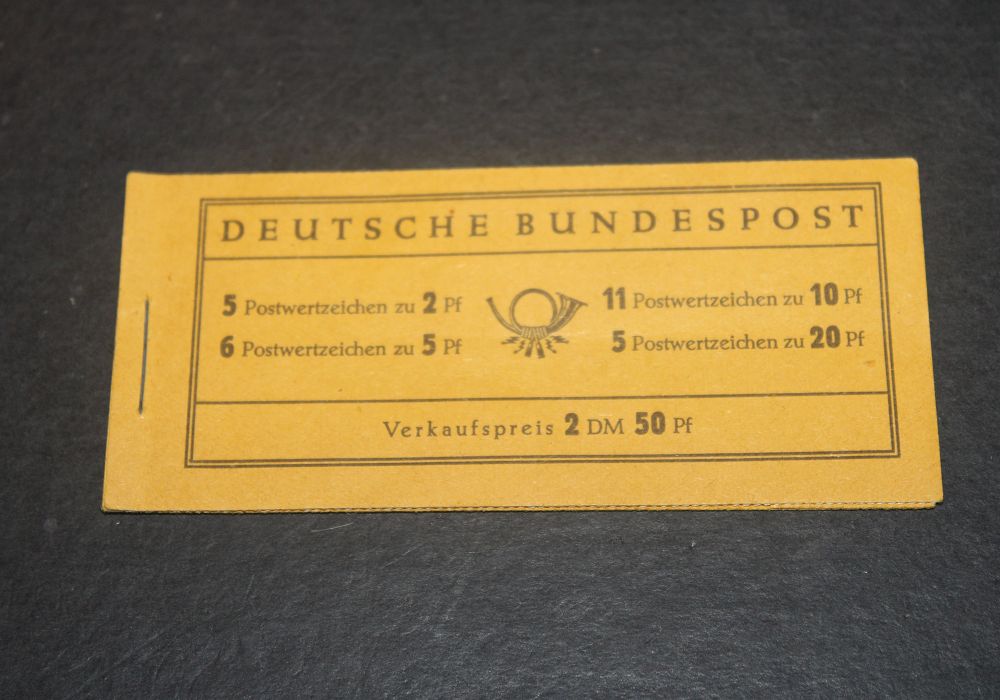 DEUTSCHE BUNDESPOST
5 Postwertzeichen zu 2 Pf
6 Postwertzeichen zu 5 Pf
11 Postwertzeichen zu 10 Pf
5 Postwertzeichen zu 20 Pf
Verkaufspreis 2 DM 50 Pf